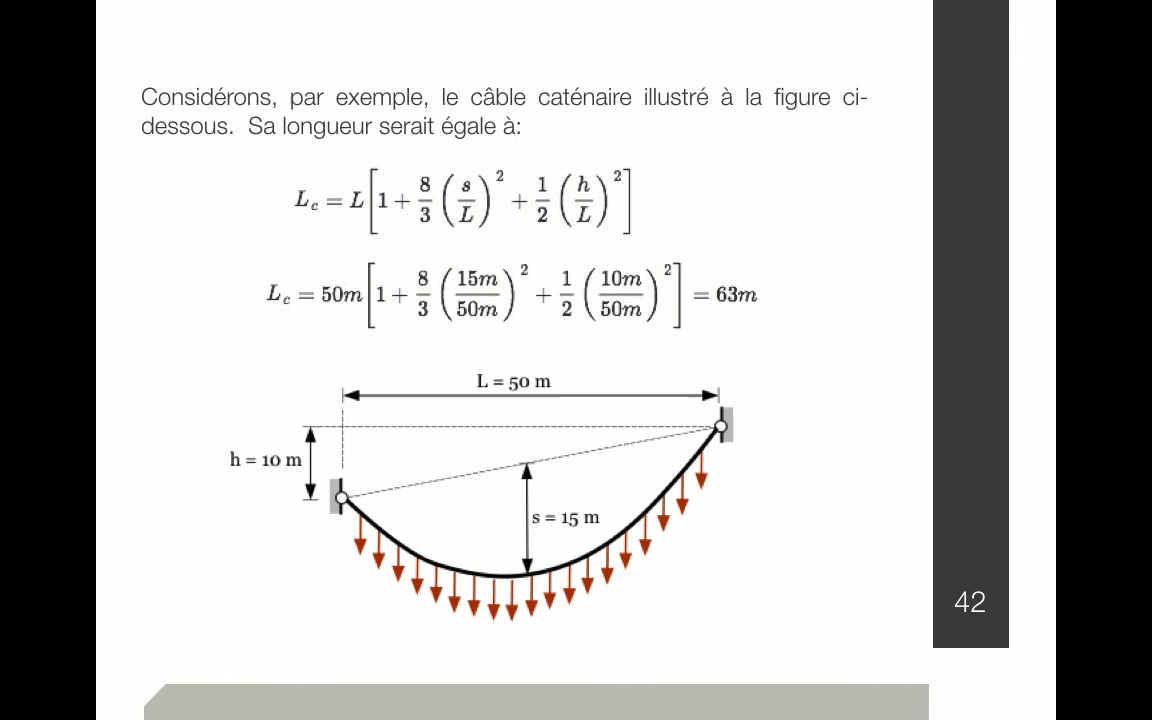 Considérons, par exemple, le câble caténaire illustré à la figure ci-
dessous. Sa longueur serait égale à:
L_c = L [ 1 + 8/3 ( s/L )^2 + 1/2 ( h/L )^2 ]
L_c = 50m [ 1 + 8/3 ( 15m/50m )^2 + 1/2 ( 10m/50m )^2 ] = 63m
L = 50 m
h = 10 m
s = 15 m
42